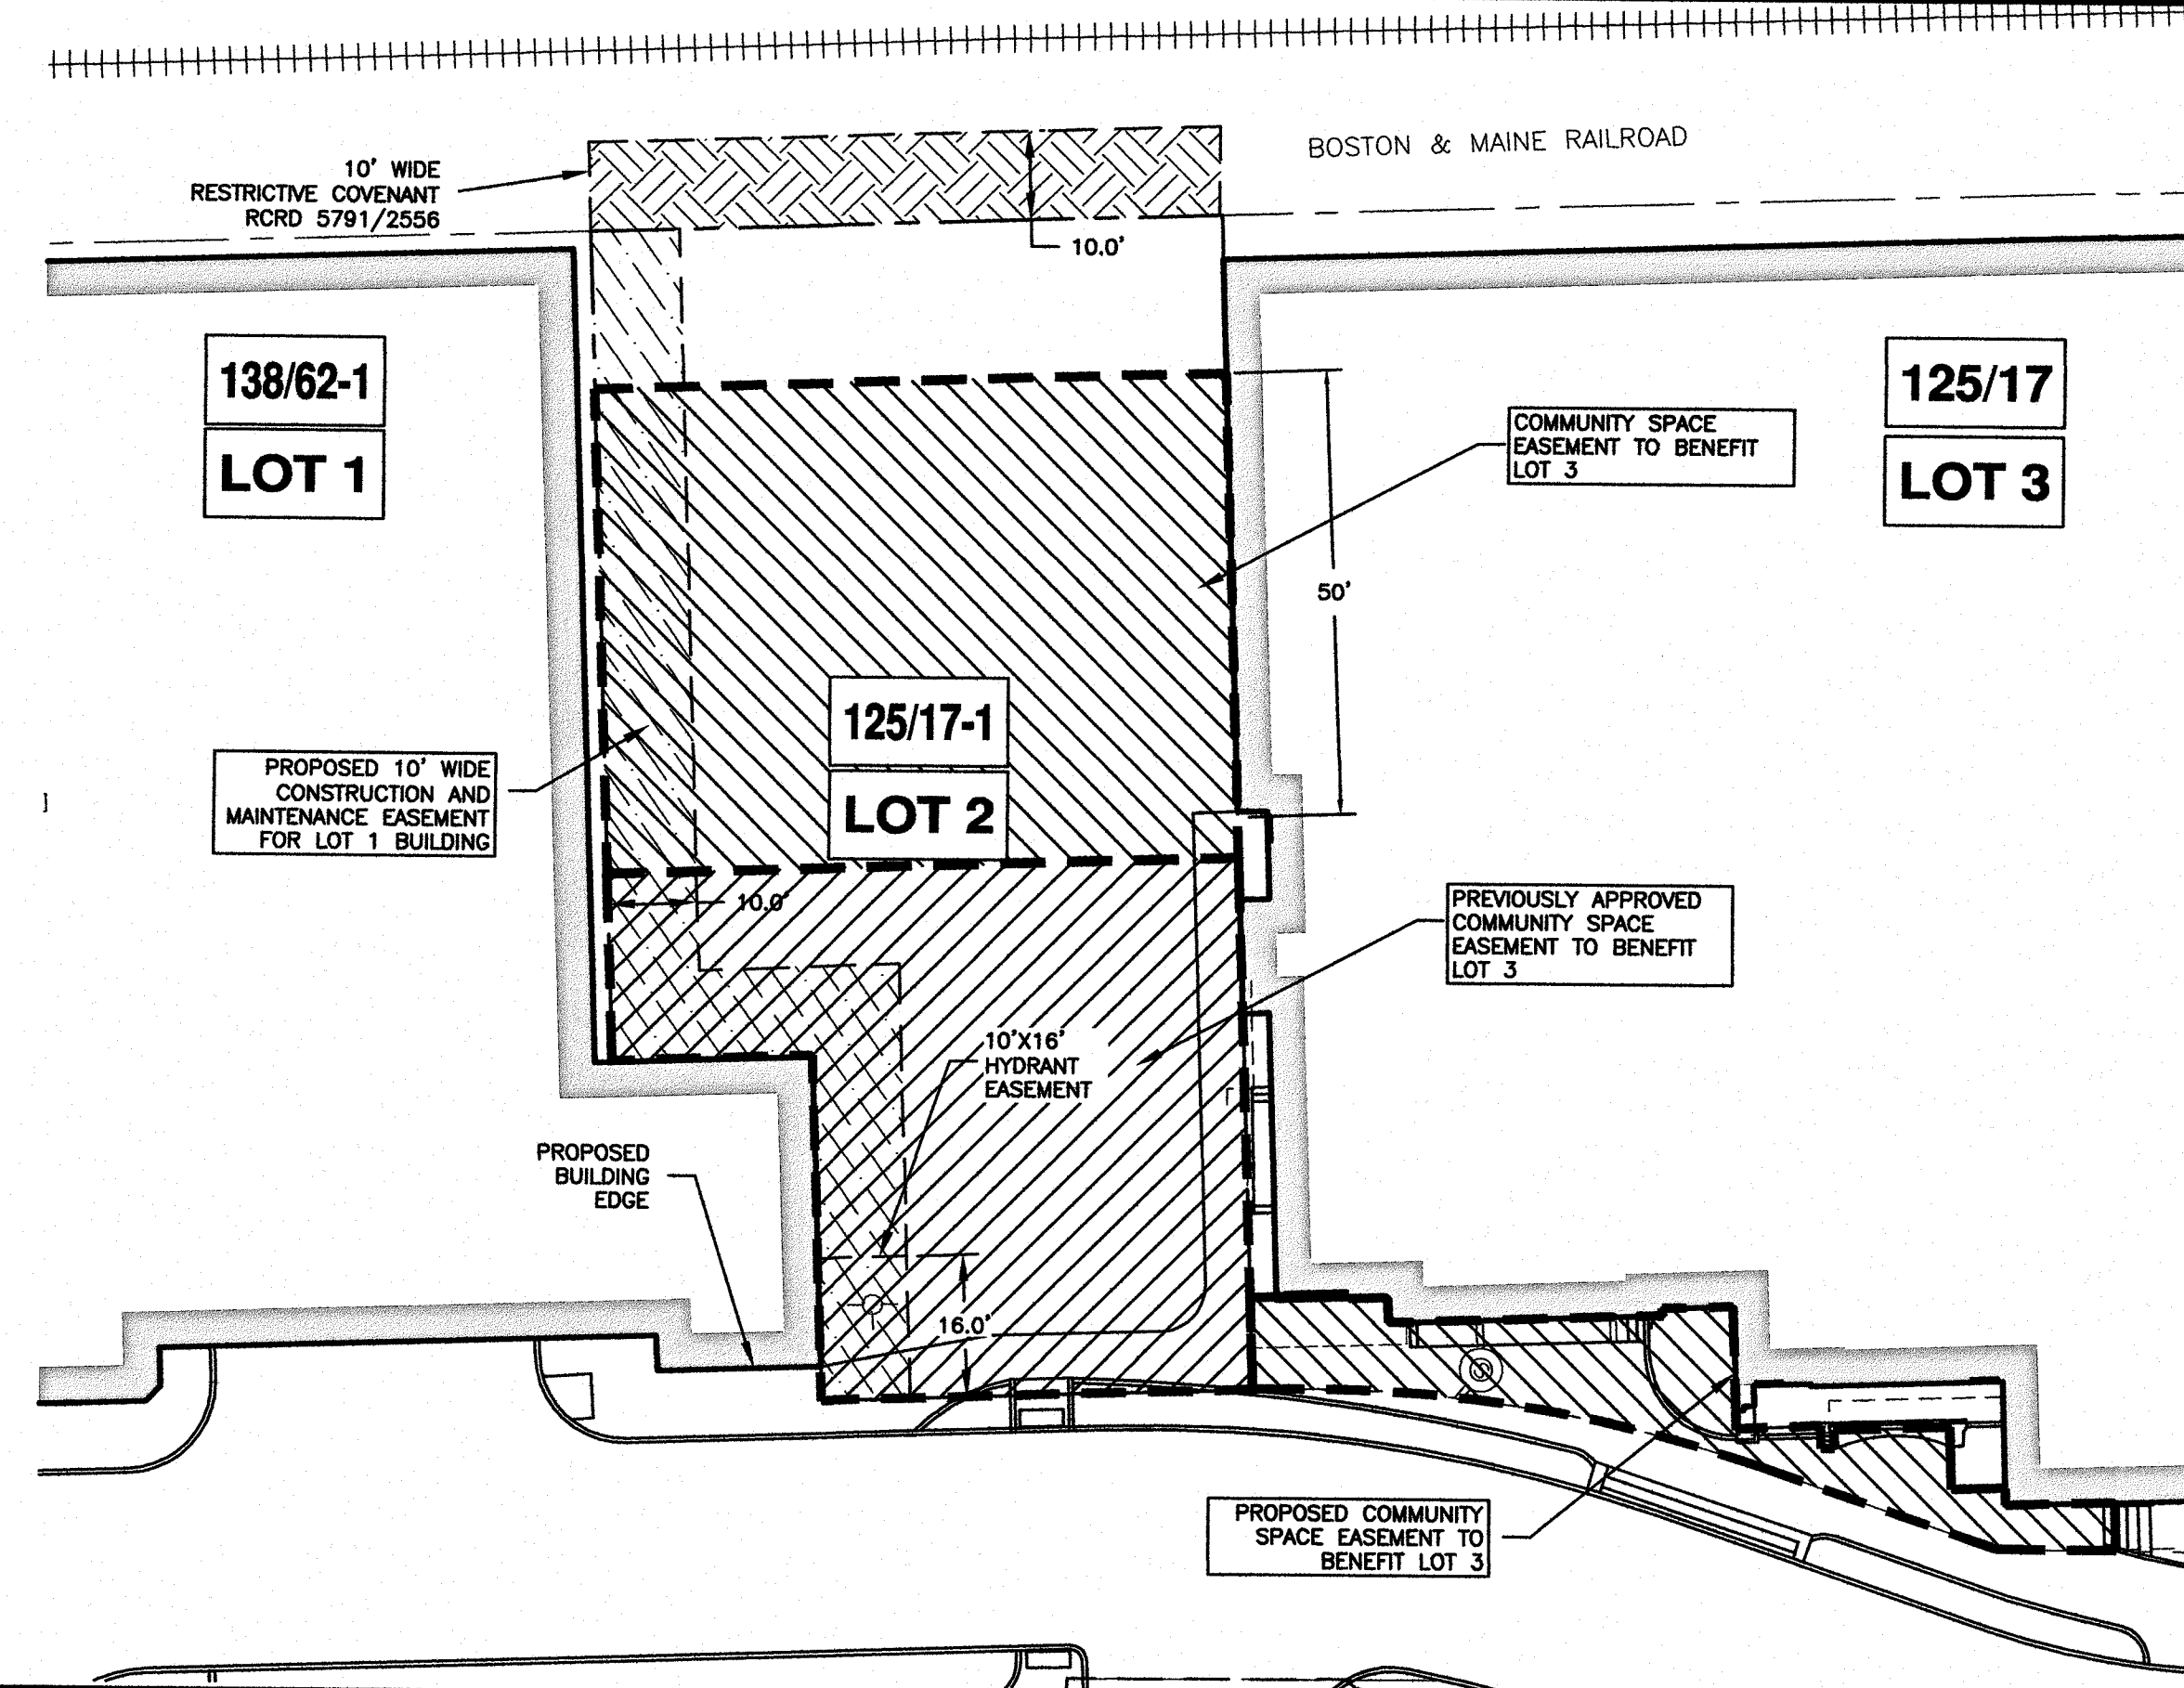 BOSTON & MAINE RAILROAD
10' WIDE
RESTRICTIVE COVENANT
RCRD 5791/2556
10.0'
138/62-1
LOT 1
125/17
LOT 3
COMMUNITY SPACE
EASEMENT TO BENEFIT
LOT 3
50'
125/17-1
LOT 2
PROPOSED 10' WIDE
CONSTRUCTION AND
MAINTENANCE EASEMENT
FOR LOT 1 BUILDING
10.0'
PREVIOUSLY APPROVED
COMMUNITY SPACE
EASEMENT TO BENEFIT
LOT 3
10'X16'
HYDRANT
EASEMENT
PROPOSED
BUILDING
EDGE
16.0'
S
PROPOSED COMMUNITY
SPACE EASEMENT TO
BENEFIT LOT 3